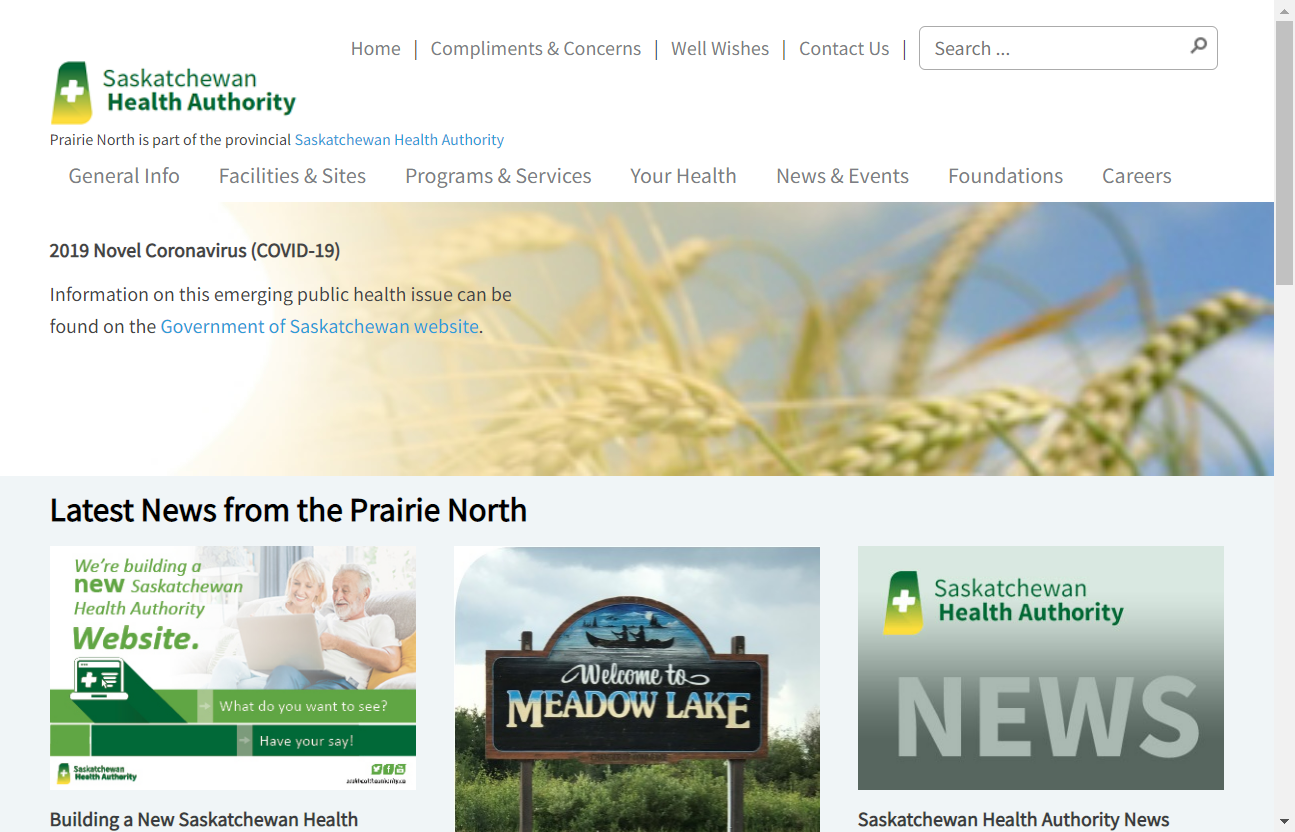 Home | Compliments & Concerns | Well Wishes | Contact Us |
Search ...
Saskatchewan
Health Authority
Prairie North is part of the provincial Saskatchewan Health Authority
General Info Facilities & Sites Programs & Services Your Health News & Events Foundations Careers
2019 Novel Coronavirus (COVID-19)
Information on this emerging public health issue can be
found on the Government of Saskatchewan website.
Latest News from the Prairie North
We're building a
new Saskatchewan
Health Authority
Website.
What do you want to see?
Have your say!
Saskatchewan
Health Authority
Welcome to
MEADOW LAKE
Saskatchewan
Health Authority
NEWS
Building a New Saskatchewan Health
Saskatchewan Health Authority News